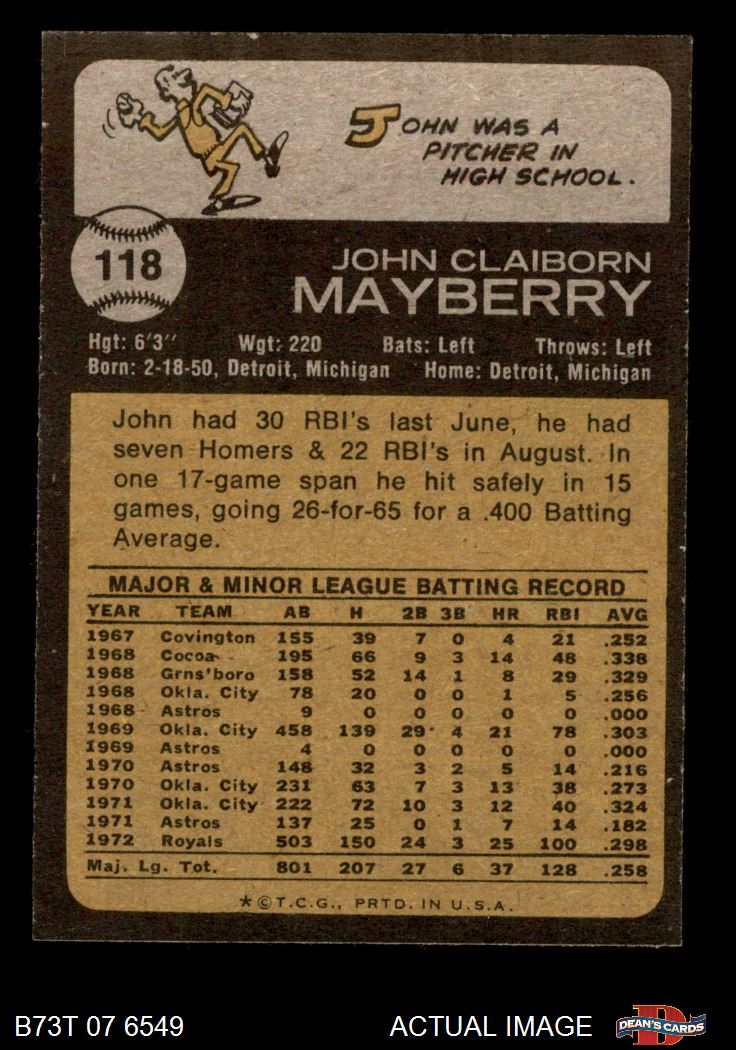 JOHN WAS A
PITCHER IN
HIGH SCHOOL.
118
JOHN CLAIBORN
MAYBERRY
Hgt: 6'3" Wgt: 220 Bats: Left Throws: Left
Born: 2-18-50, Detroit, Michigan Home: Detroit, Michigan
John had 30 RBI's last June, he had
seven Homers & 22 RBI's in August. In
one 17-game span he hit safely in 15
games, going 26-for-65 for a .400 Batting
Average.
MAJOR & MINOR LEAGUE BATTING RECORD
YEAR TEAM AB H 2B 3B HR RBI AVG
1967 Covington 155 39 7 0 4 21 .252
1968 Cocoa 195 66 9 3 14 48 .338
1968 Grns'boro 158 52 14 1 8 29 .329
1968 Okla. City 78 20 0 0 1 5 .256
1968 Astros 9 0 0 0 0 0 .000
1969 Okla. City 458 139 29 4 21 78 .303
1969 Astros 4 0 0 0 0 0 .000
1970 Astros 148 32 3 2 5 14 .216
1970 Okla. City 231 63 7 3 13 38 .273
1971 Okla. City 222 72 10 3 12 40 .324
1971 Astros 137 25 0 1 7 14 .182
1972 Royals 503 150 24 3 25 100 .298
Maj. Lg. Tot. 801 207 27 6 37 128 .258
*©T.C.G., PRTD. IN U.S.A.
B73T 07 6549 ACTUAL IMAGE DEAN'S CARDS